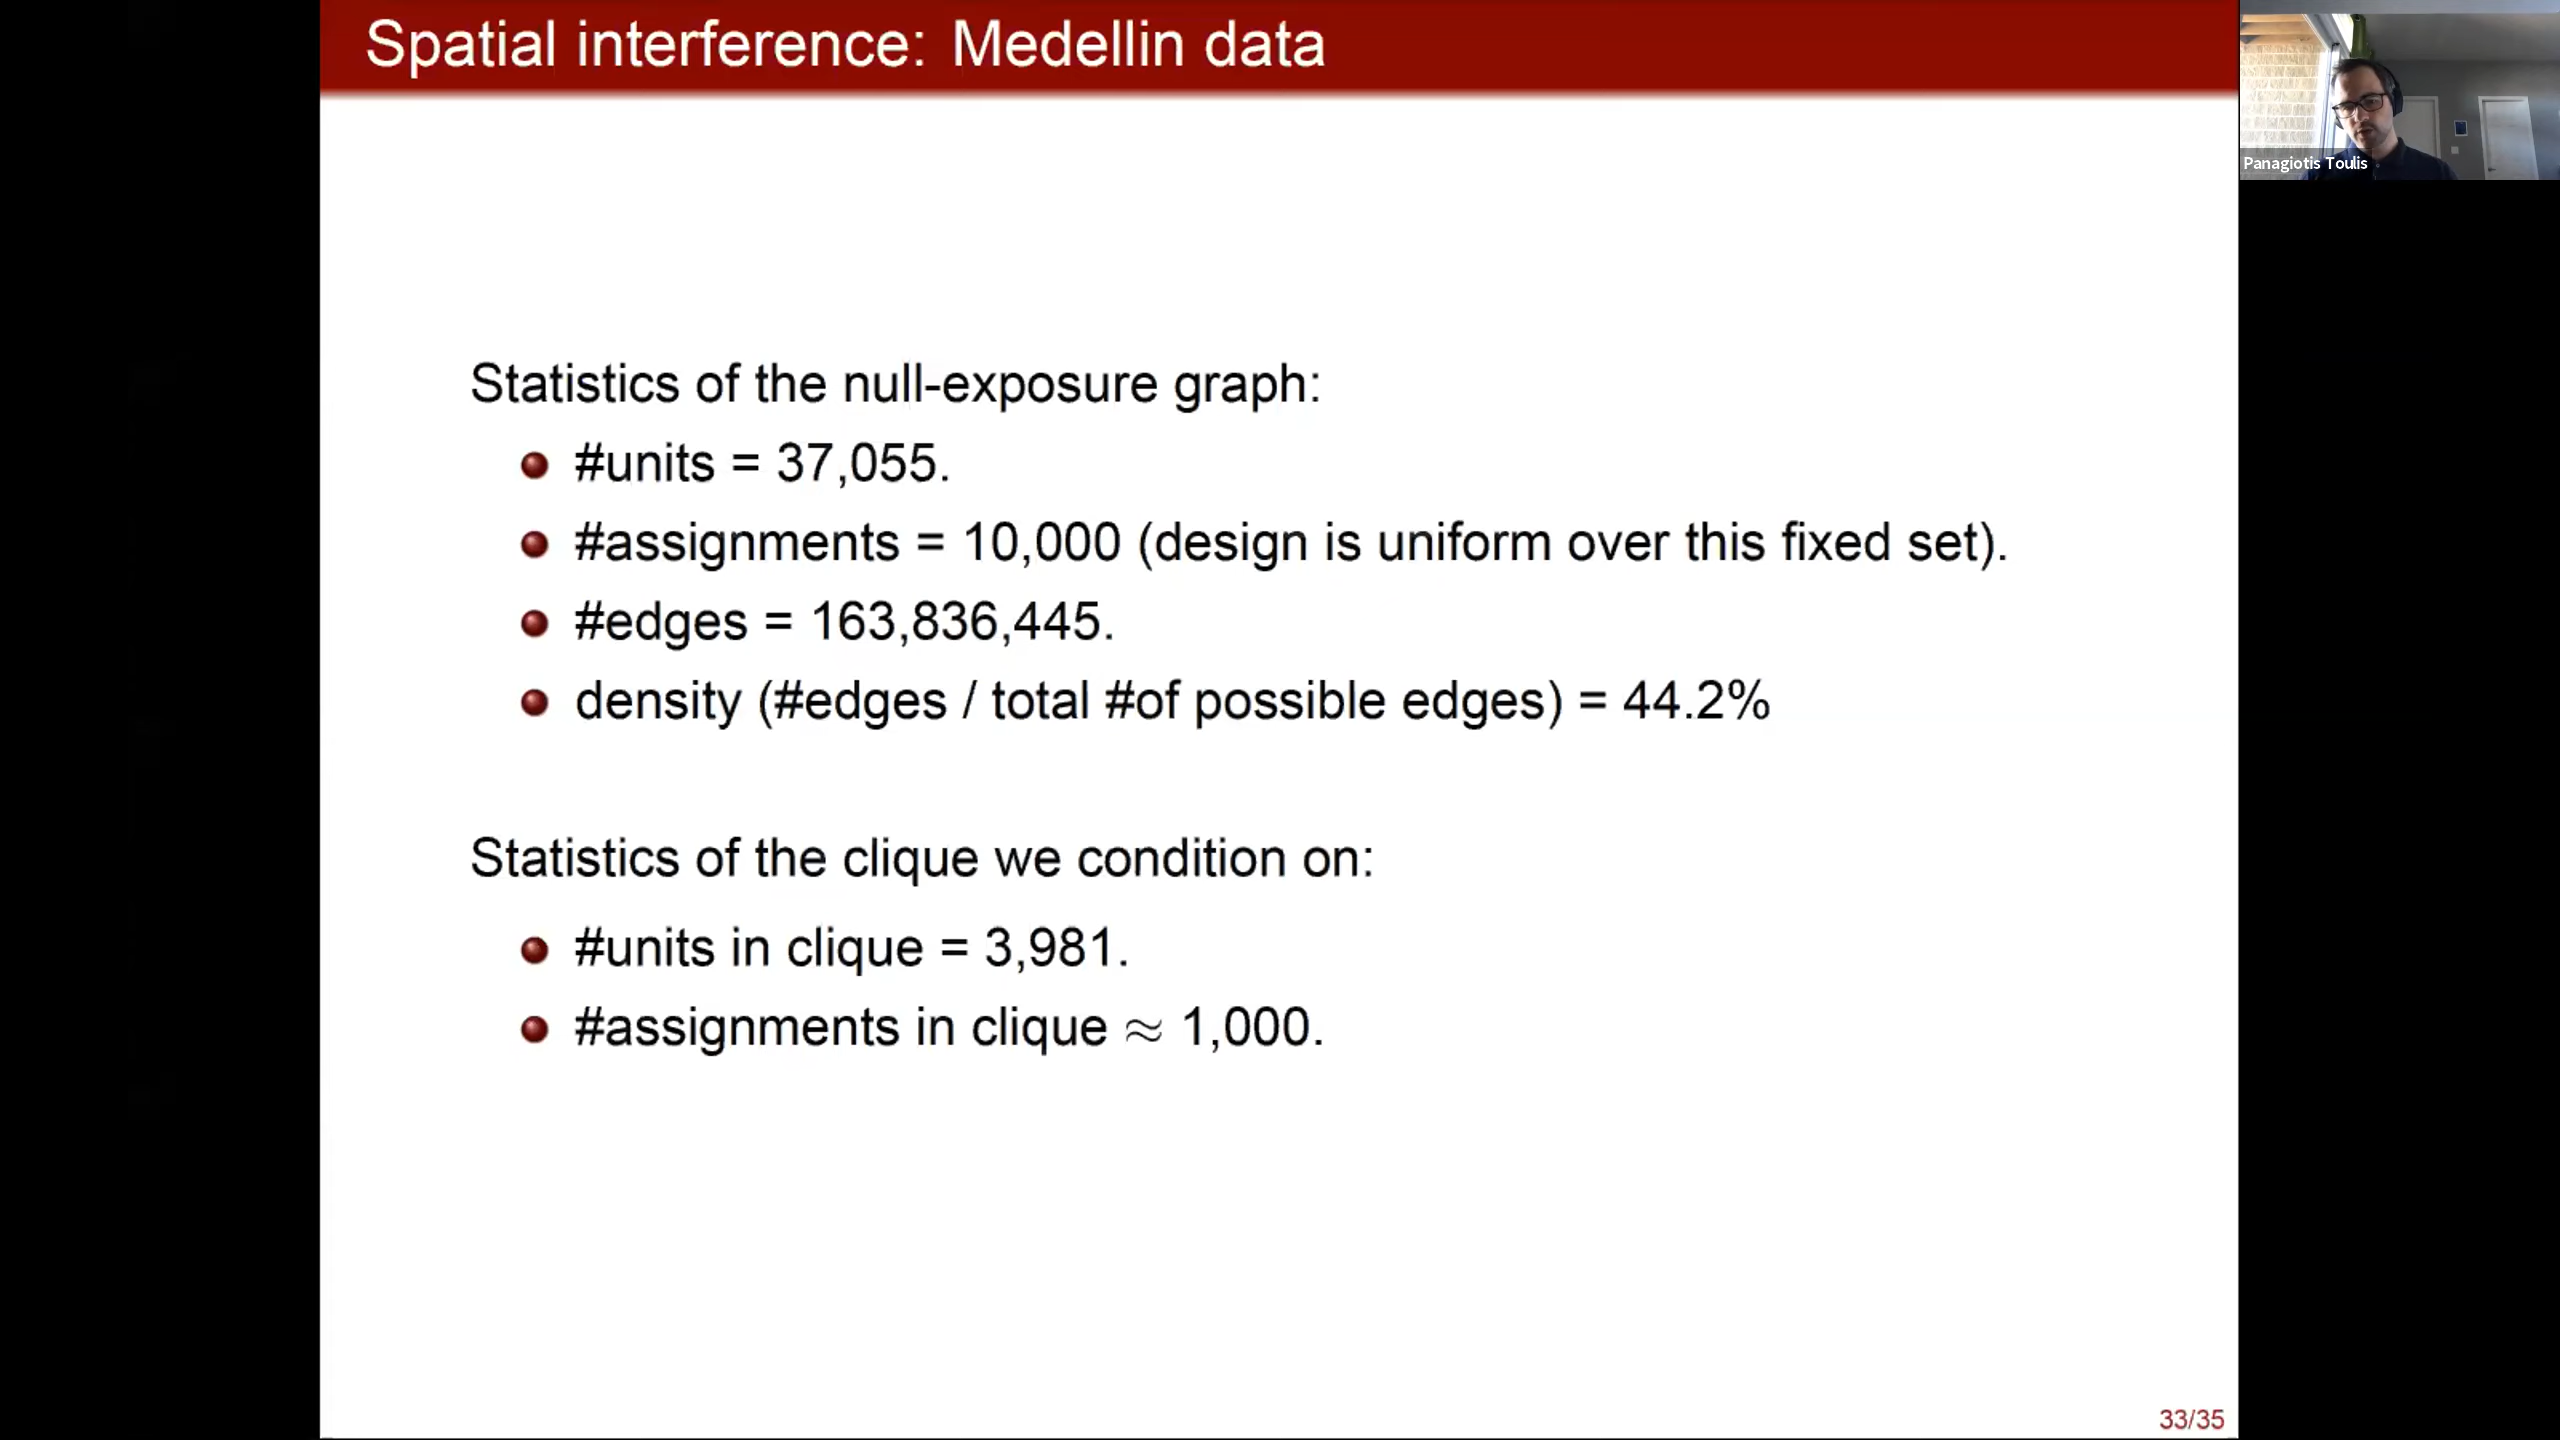 Spatial interference: Medellin data
Panagiotis Toulis
Statistics of the null-exposure graph:
#units = 37,055.
#assignments = 10,000 (design is uniform over this fixed set).
#edges = 163,836,445.
density (#edges / total #of possible edges) = 44.2%
Statistics of the clique we condition on:
#units in clique = 3,981.
#assignments in clique ≈ 1,000.
33/35